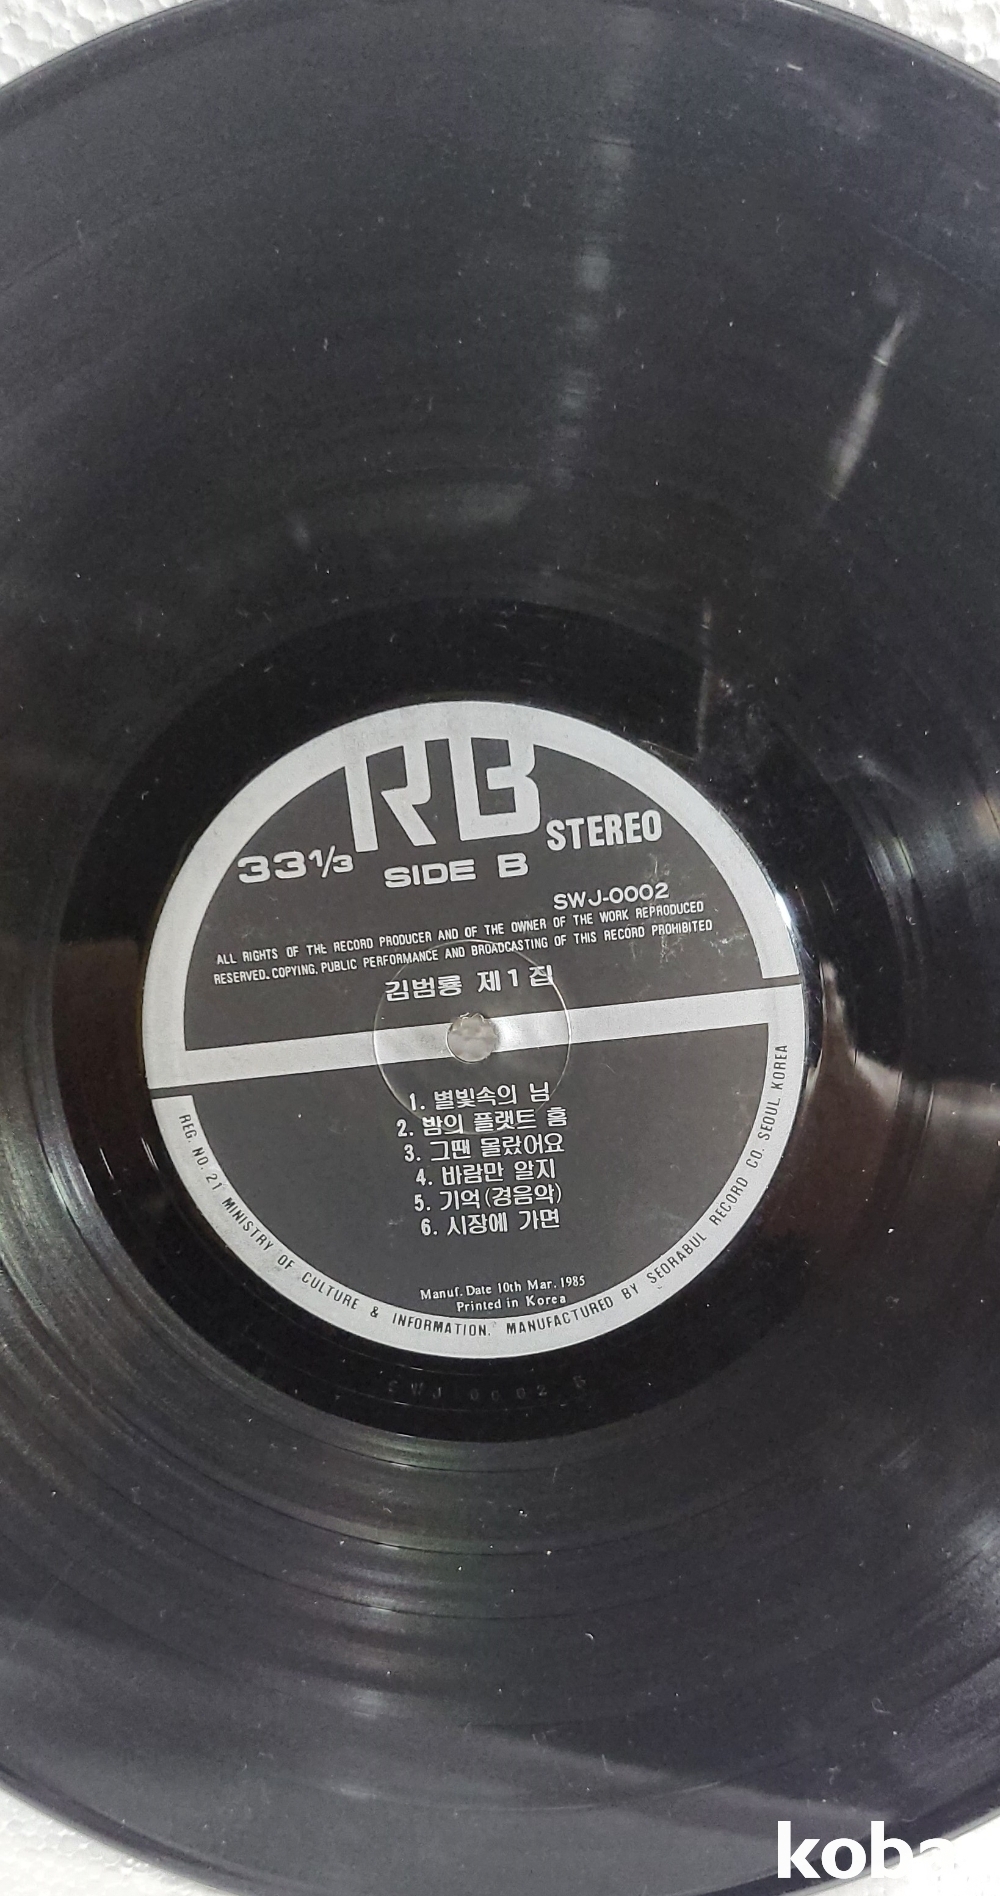 RB
33⅓ SIDE B STEREO
SWJ-0002
ALL RIGHTS OF THE RECORD PRODUCER AND OF THE OWNER OF THE WORK REPRODUCED
RESERVED. COPYING, PUBLIC PERFORMANCE AND BROADCASTING OF THIS RECORD PROHIBITED
김범룡 제1집
1. 별빛속의 님
2. 밤의 플랫트 홈
3. 그땐 몰랐어요
4. 바람만 알지
5. 기억(경음악)
6. 시장에 가면
Manuf. Date 10th Mar. 1985
Printed in Korea
REG. NO. 21 MINISTRY OF CULTURE & INFORMATION. MANUFACTURED BY SEORABUL RECORD CO. SEOUL KOREA